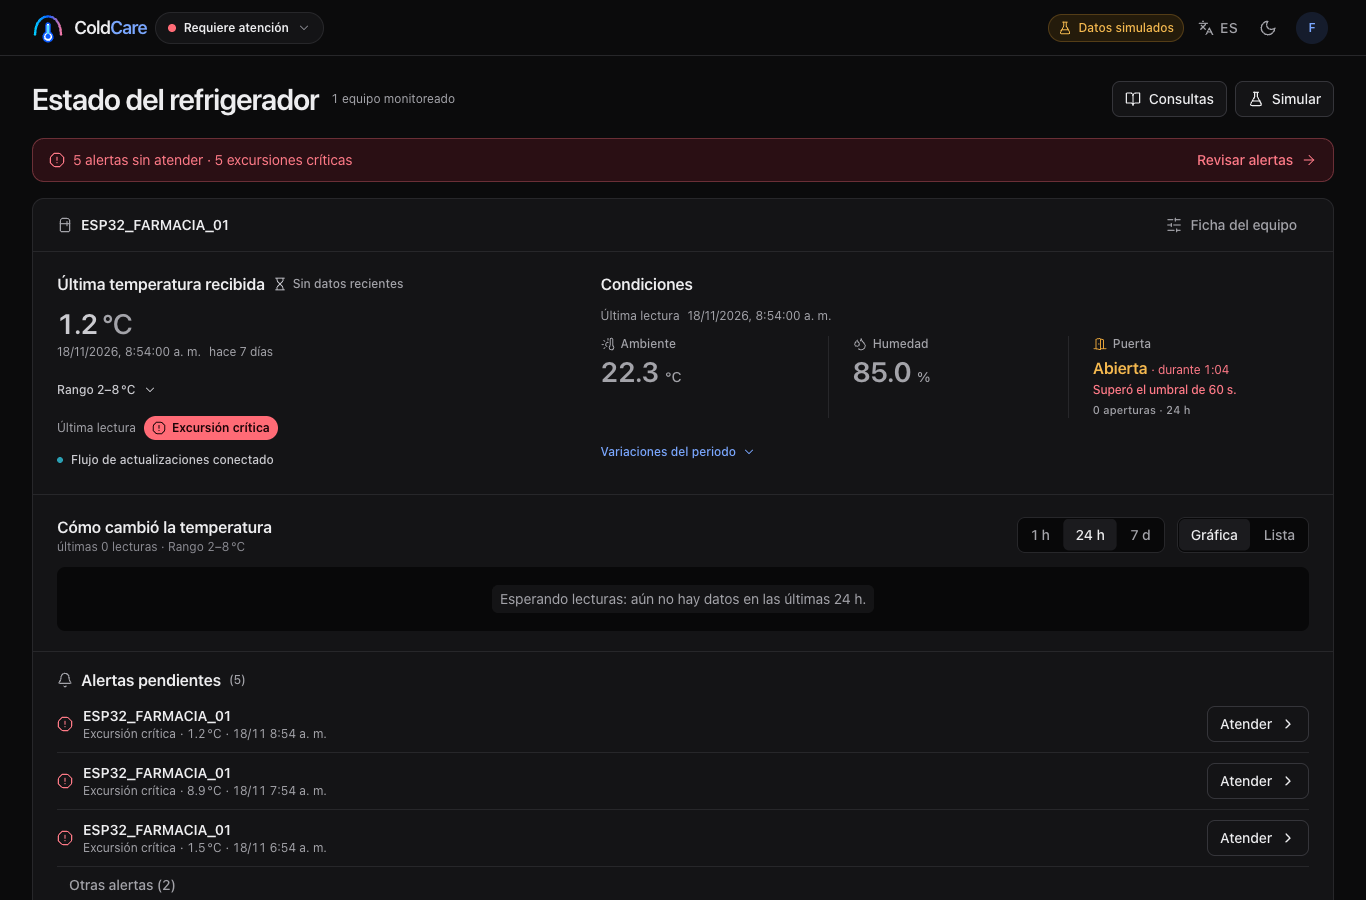 ColdCare
Requiere atención
Datos simulados
ES
F
Estado del refrigerador
1 equipo monitoreado
Consultas
Simular
5 alertas sin atender · 5 excursiones críticas
Revisar alertas
ESP32_FARMACIA_01
Ficha del equipo
Última temperatura recibida
Sin datos recientes
1.2 °C
18/11/2026, 8:54:00 a. m. hace 7 días
Rango 2–8 °C
Última lectura
Excursión crítica
Flujo de actualizaciones conectado
Condiciones
Última lectura 18/11/2026, 8:54:00 a. m.
Ambiente
22.3 °C
Humedad
85.0 %
Puerta
Abierta · durante 1:04
Superó el umbral de 60 s.
0 aperturas · 24 h
Variaciones del periodo
Cómo cambió la temperatura
últimas 0 lecturas · Rango 2–8 °C
1 h
24 h
7 d
Gráfica
Lista
Esperando lecturas: aún no hay datos en las últimas 24 h.
Alertas pendientes (5)
ESP32_FARMACIA_01
Excursión crítica · 1.2 °C · 18/11 8:54 a. m.
Atender
ESP32_FARMACIA_01
Excursión crítica · 8.9 °C · 18/11 7:54 a. m.
Atender
ESP32_FARMACIA_01
Excursión crítica · 1.5 °C · 18/11 6:54 a. m.
Atender
Otras alertas (2)